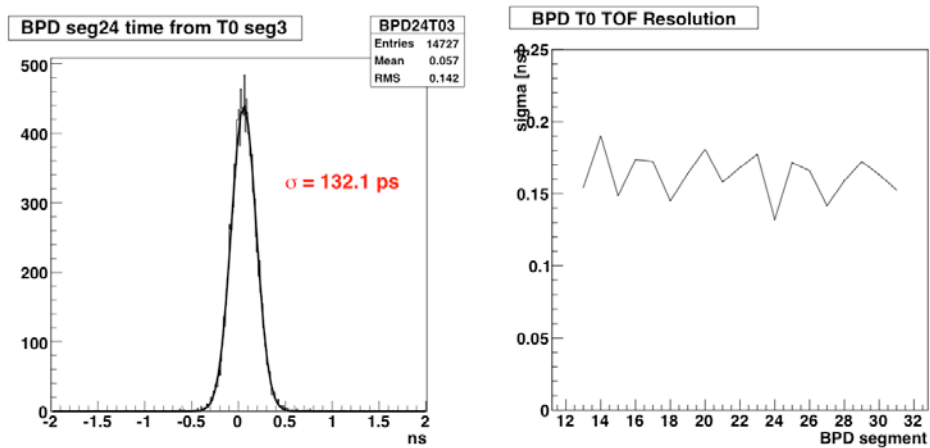 BPD seg24 time from T0 seg3
BPD24T03
Entries 14727
Mean 0.057
RMS 0.142
500
400
300
200
100
0
σ = 132.1 ps
-2 -1.5 -1 -0.5 0 0.5 1 1.5 2
ns
BPD T0 TOF Resolution
sigma [ns]
0.25
0.2
0.15
0.1
0.05
0
12 14 16 18 20 22 24 26 28 30 32
BPD segment